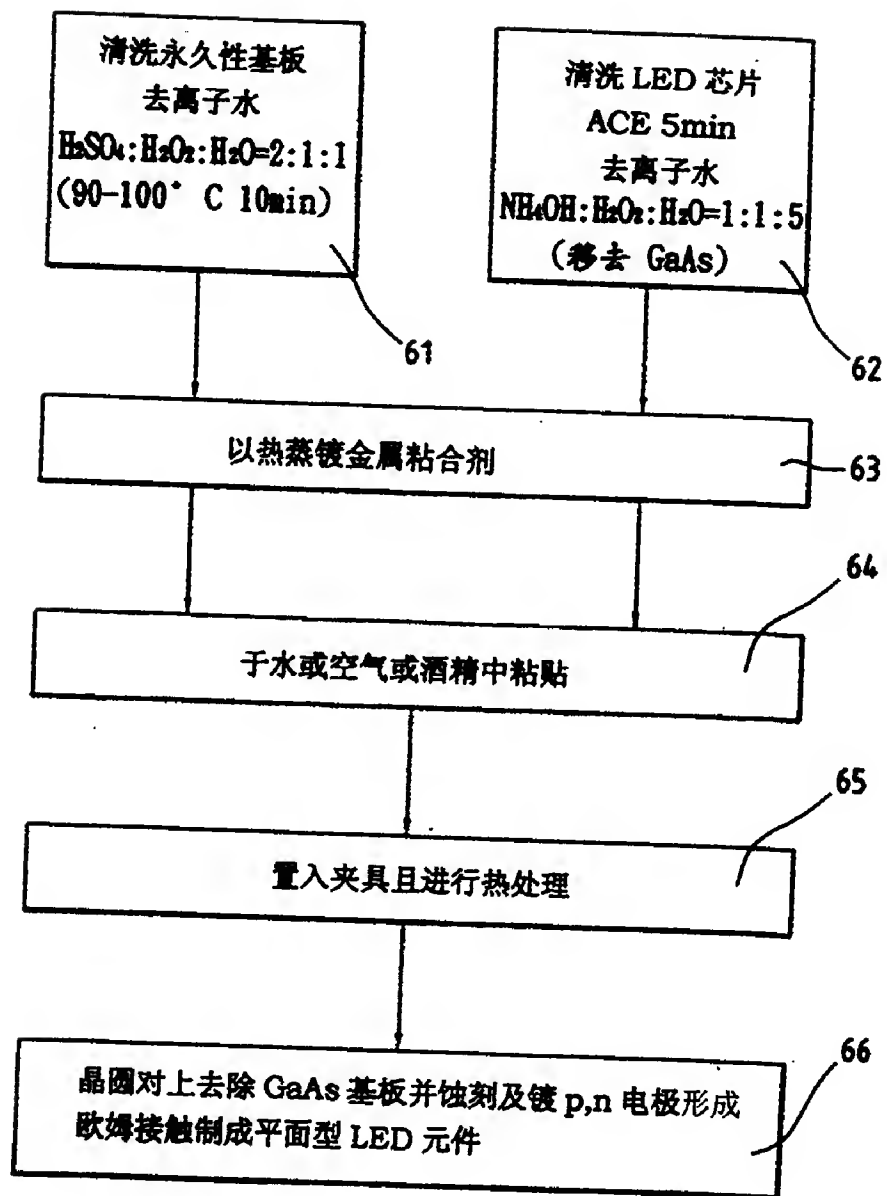 清洗永久性基板
去离子水
H₂SO₄:H₂O₂:H₂O=2:1:1
(90-100° C 10min)
61
清洗 LED 芯片
ACE 5min
去离子水
NH₄OH:H₂O₂:H₂O=1:1:5
(移去 GaAs)
62
以热蒸镀金属粘合剂
63
于水或空气或酒精中粘贴
64
置入夹具且进行热处理
65
晶圆对上去除 GaAs 基板并蚀刻及镀 p,n 电极形成
欧姆接触制成平面型 LED 元件
66